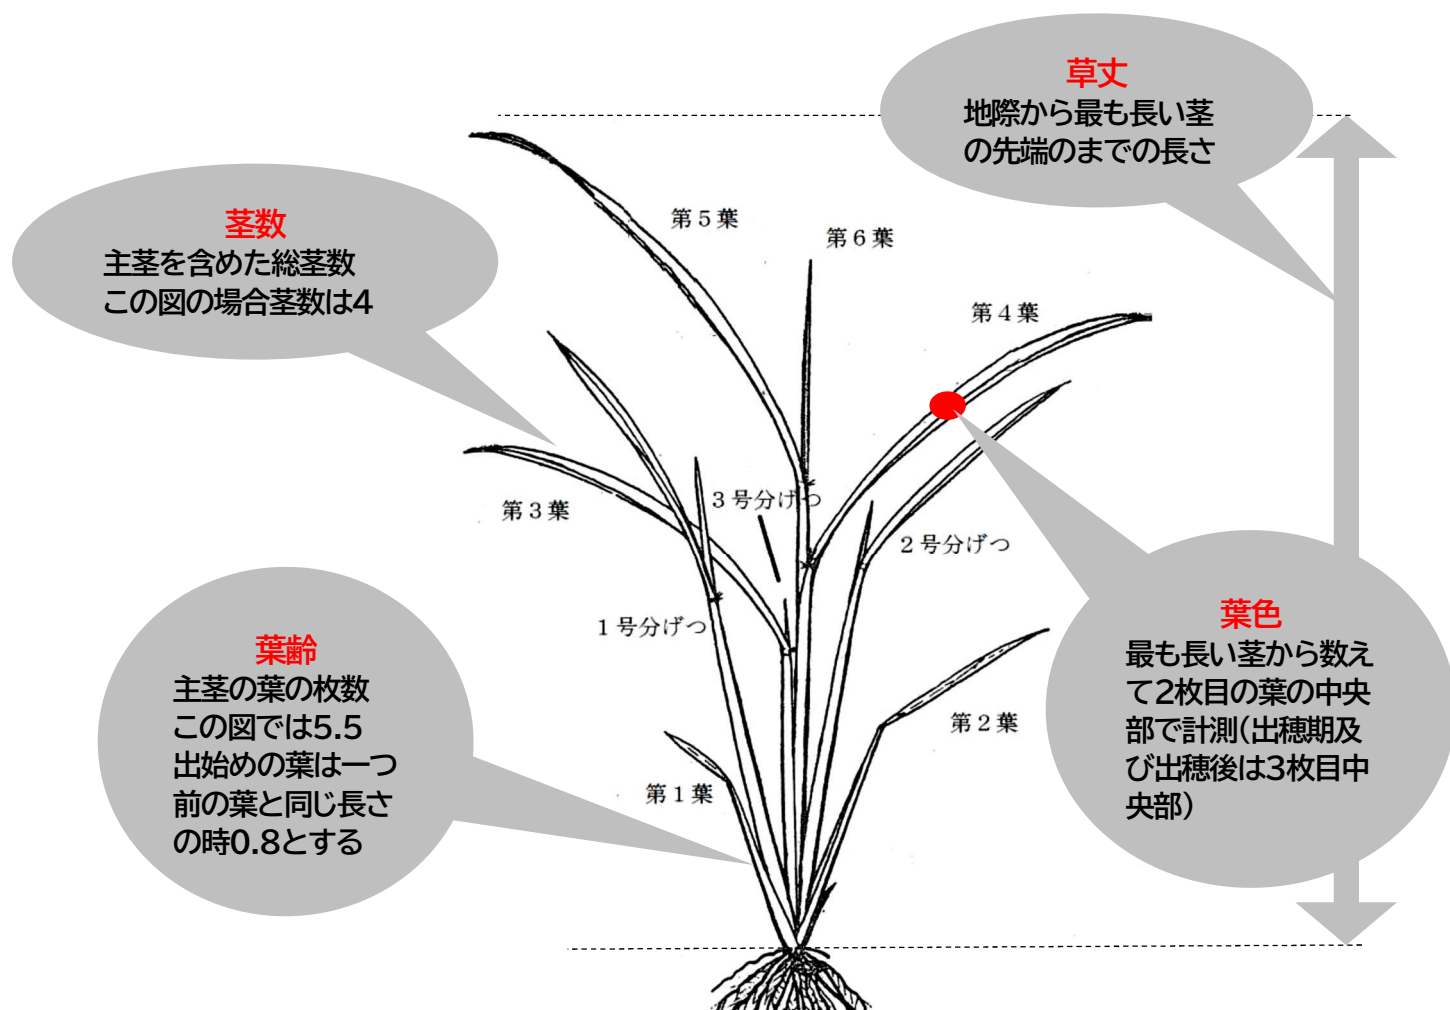 草丈
地際から最も長い茎
の先端のまでの長さ
茎数
主茎を含めた総茎数
この図の場合茎数は4
第5葉
第6葉
第4葉
第3葉
3号分げつ
2号分げつ
1号分げつ
第2葉
第1葉
葉齢
主茎の葉の枚数
この図では5.5
出始めの葉は一つ
前の葉と同じ長さ
の時0.8とする
葉色
最も長い茎から数え
て2枚目の葉の中央
部で計測(出穂期及
び出穂後は3枚目中
央部)